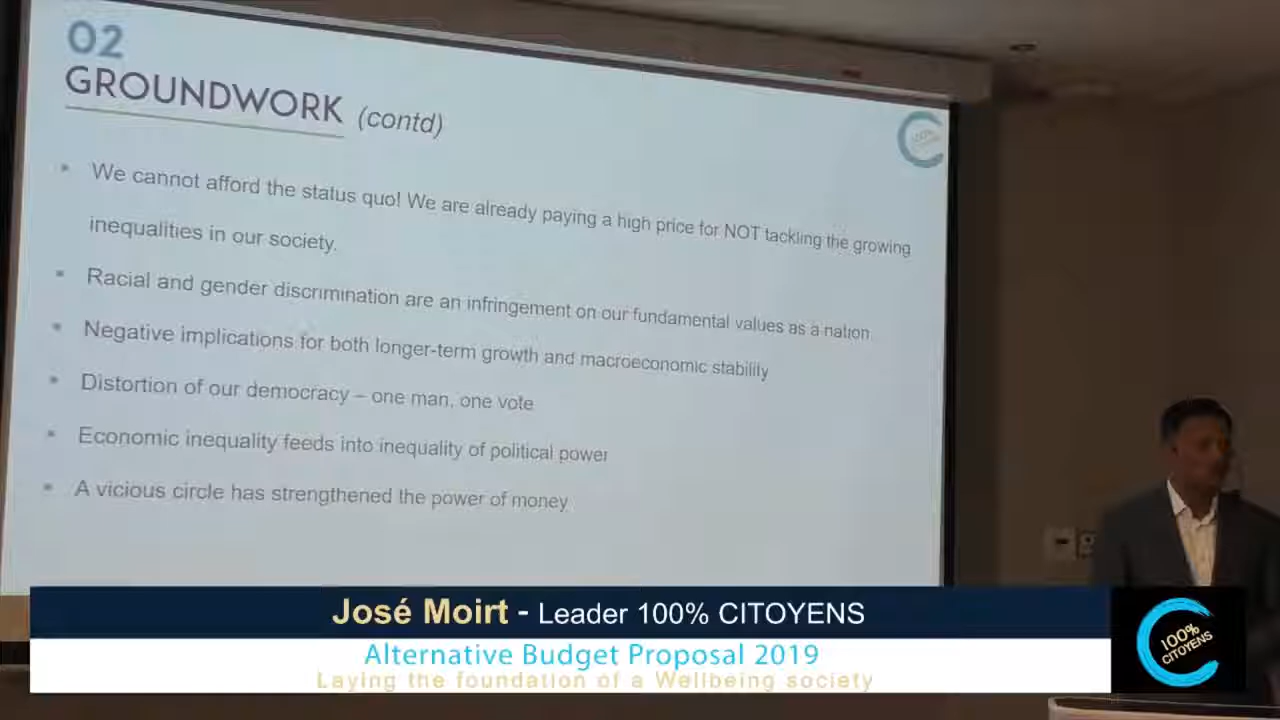 02
GROUNDWORK (contd)
100%
We cannot afford the status quo! We are already paying a high price for NOT tackling the growing
inequalities in our society.
Racial and gender discrimination are an infringement on our fundamental values as a nation
Negative implications for both longer-term growth and macroeconomic stability
Distortion of our democracy – one man, one vote
Economic inequality feeds into inequality of political power
A vicious circle has strengthened the power of money
José Moirt - Leader 100% CITOYENS
Alternative Budget Proposal 2019
Laying the foundation of a Wellbeing society
100%
CITOYENS